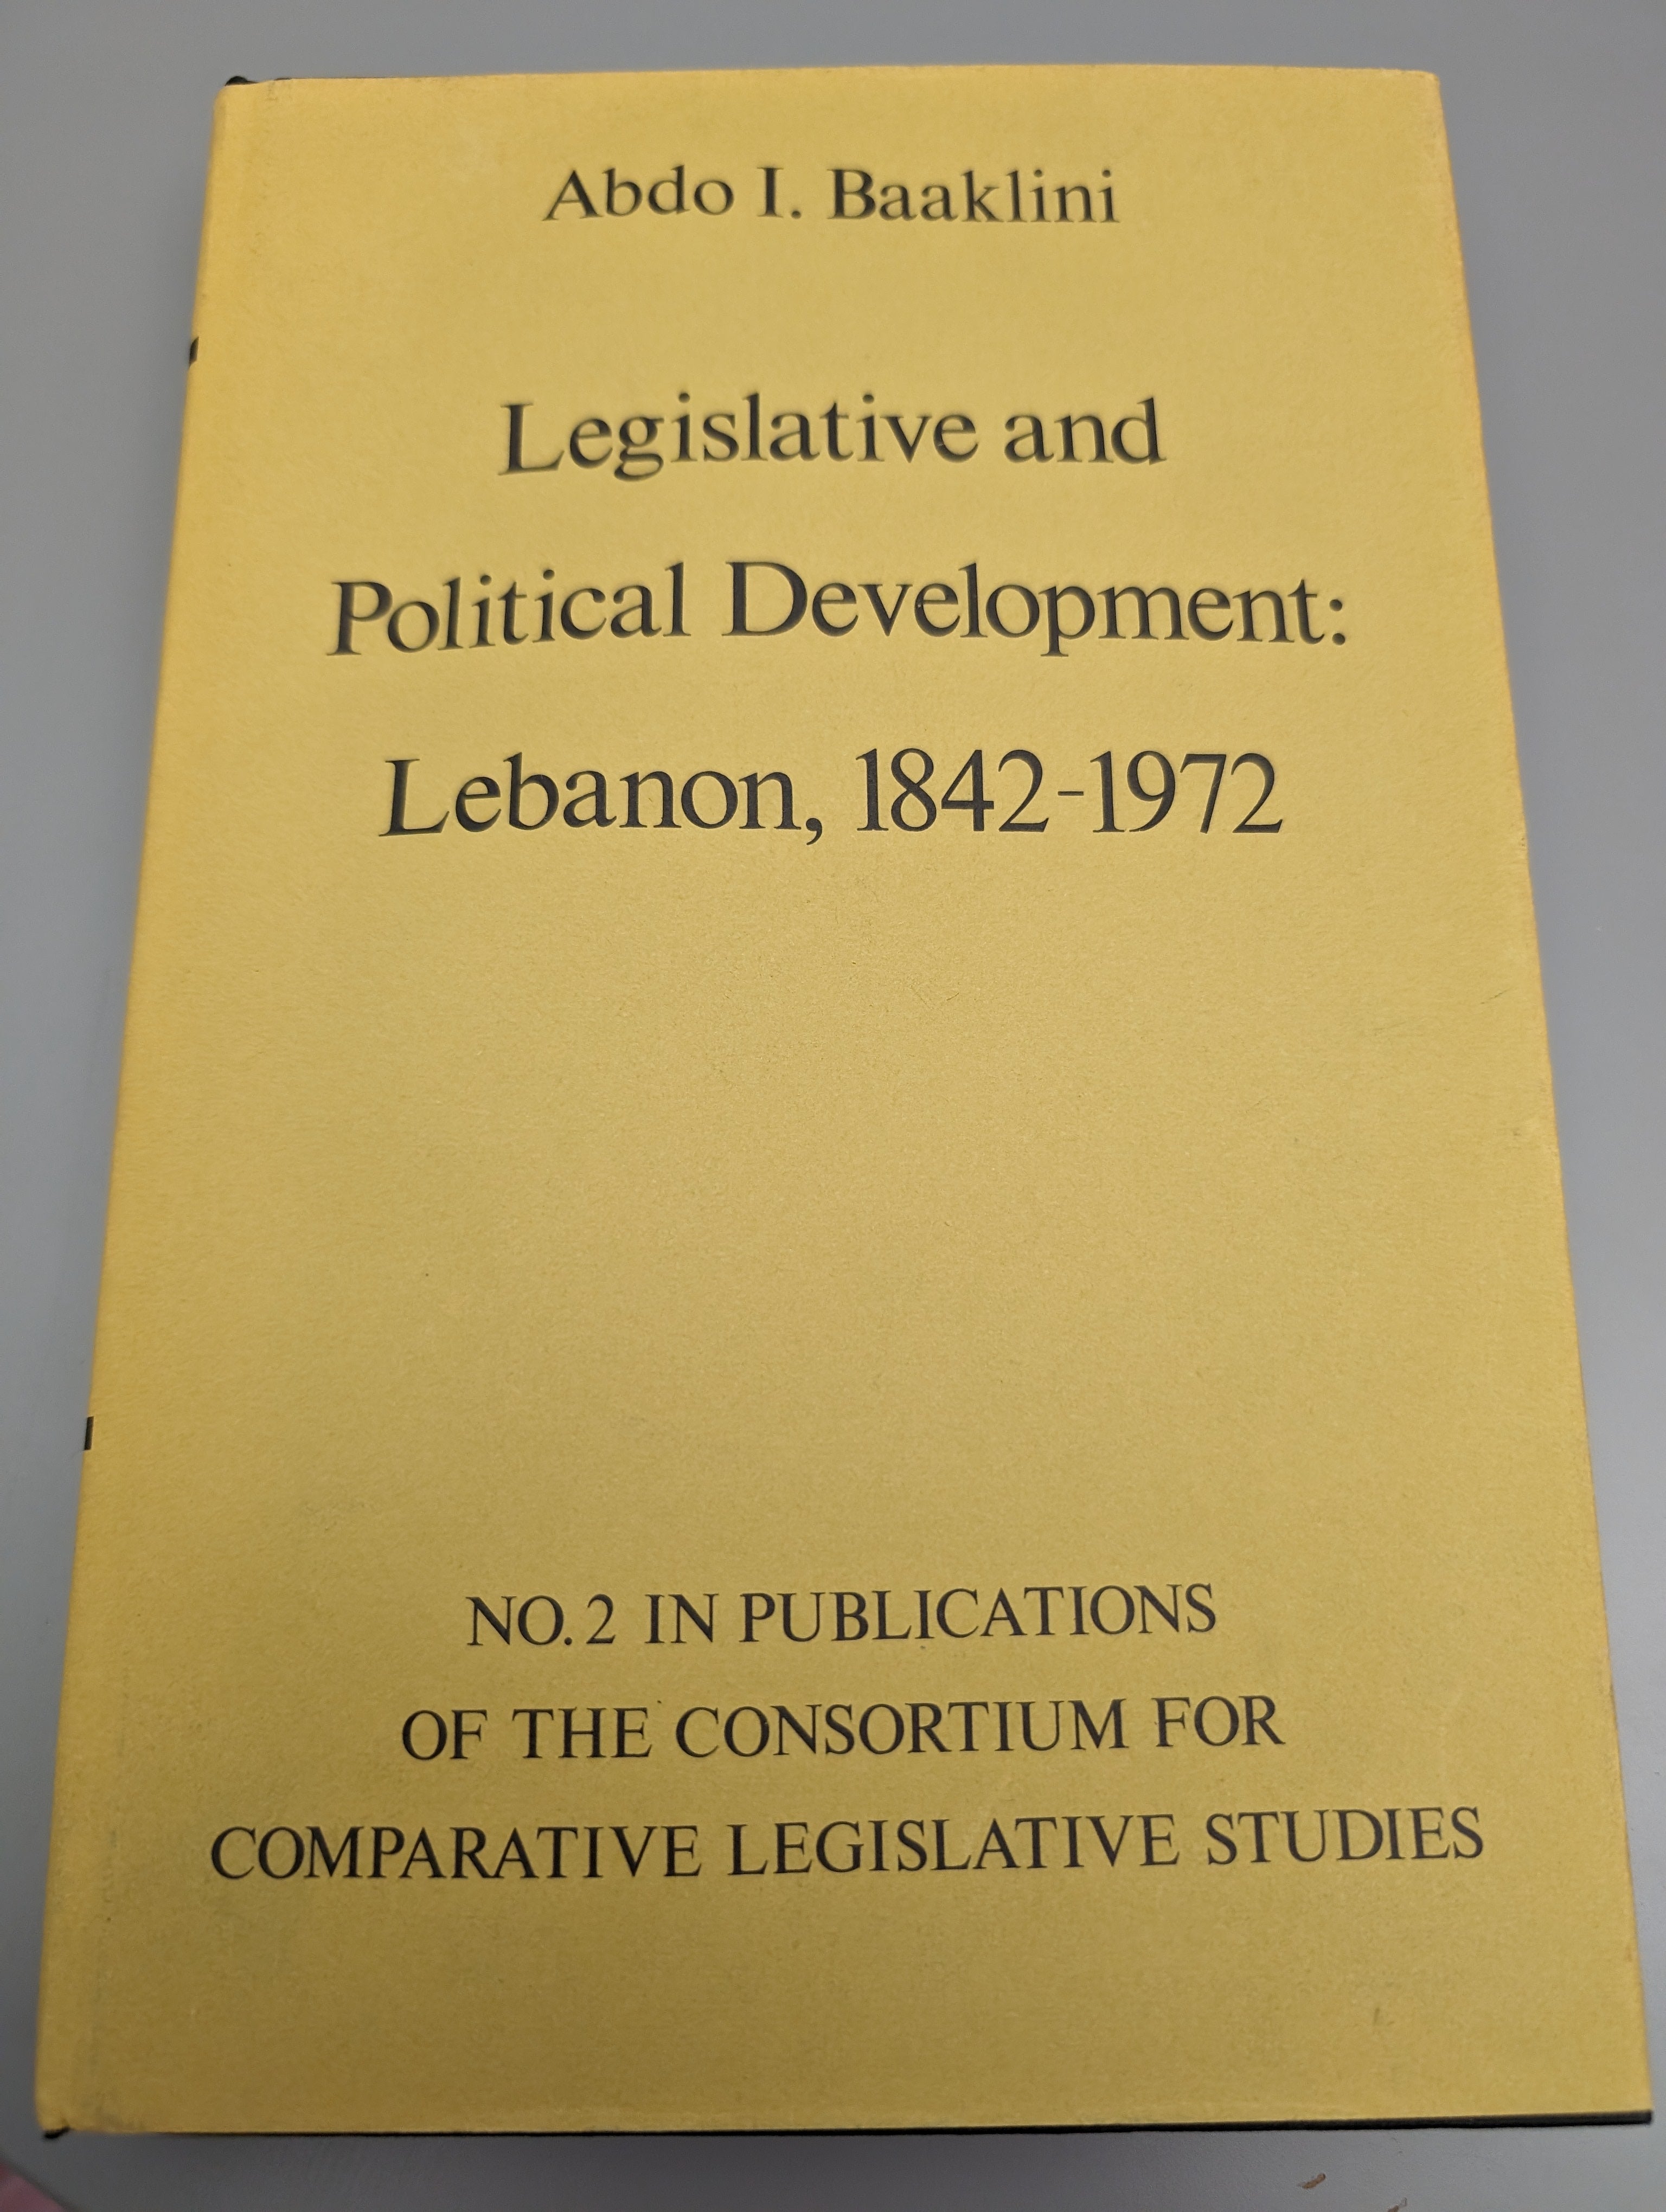 Abdo I. Baaklini
Legislative and
Political Development:
Lebanon, 1842-1972
NO. 2 IN PUBLICATIONS
OF THE CONSORTIUM FOR
COMPARATIVE LEGISLATIVE STUDIES